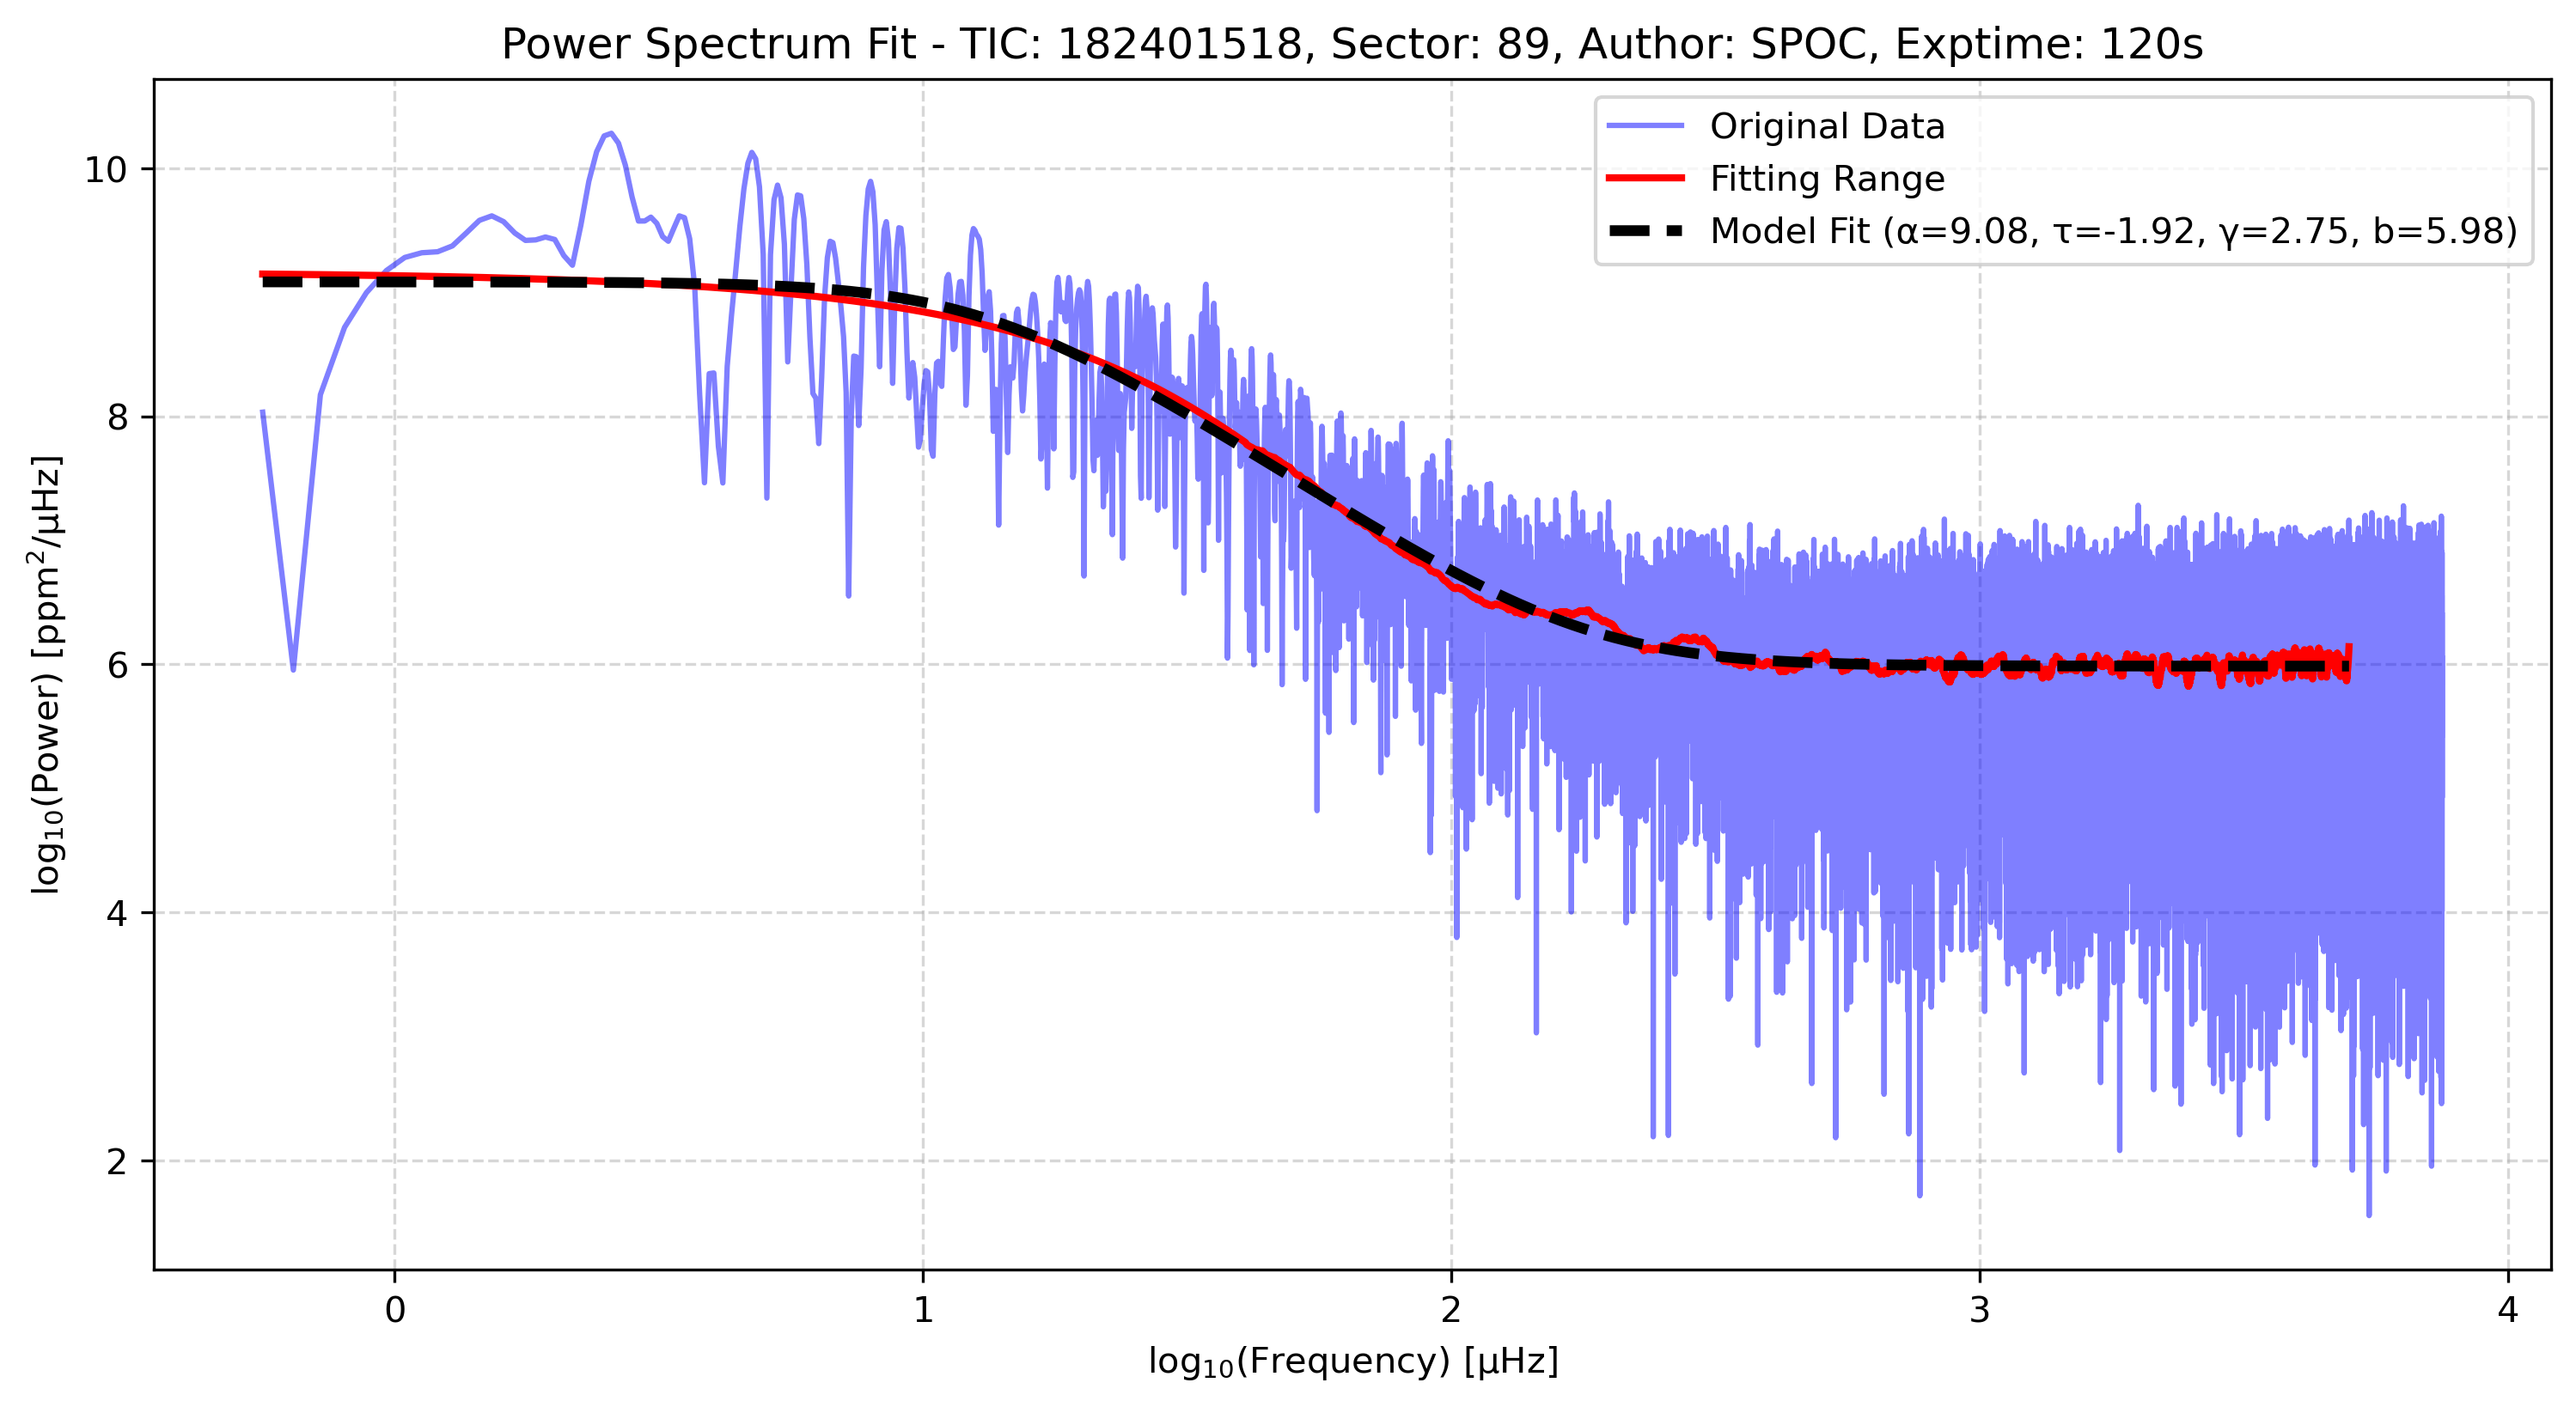 Power Spectrum Fit - TIC: 182401518, Sector: 89, Author: SPOC, Exptime: 120s
Original Data
Fitting Range
Model Fit (α=9.08, τ=-1.92, γ=2.75, b=5.98)
log₁₀(Power) [ppm²/μHz]
10
8
6
4
2
0 1 2 3 4
log₁₀(Frequency) [μHz]